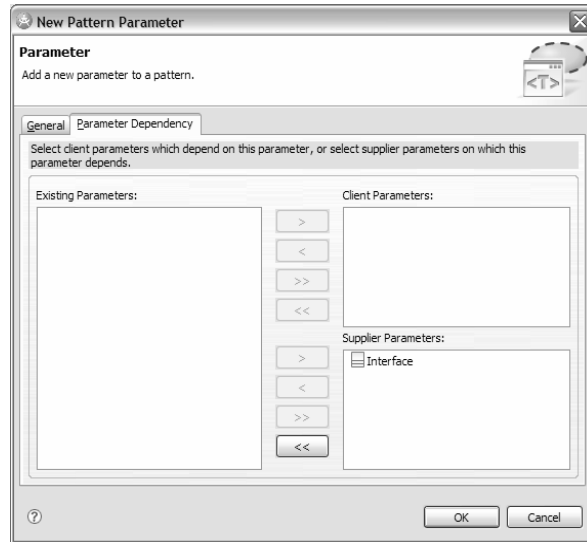 New Pattern Parameter
Parameter
Add a new parameter to a pattern.
<T>
General
Parameter Dependency
Select client parameters which depend on this parameter, or select supplier parameters on which this
parameter depends.
Existing Parameters:
Client Parameters:
>
<
>>
<<
Supplier Parameters:
Interface
>
<
>>
<<
?
OK
Cancel